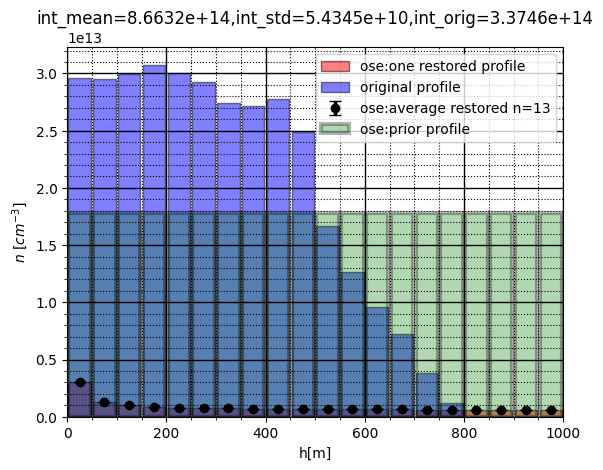 int_mean=8.6632e+14,int_std=5.4345e+10,int_orig=3.3746e+14
1e13
ose:one restored profile
original profile
ose:average restored n=13
ose:prior profile
3.0
2.5
2.0
1.5
1.0
0.5
0.0
n [cm⁻³]
0 200 400 600 800 1000
h[m]